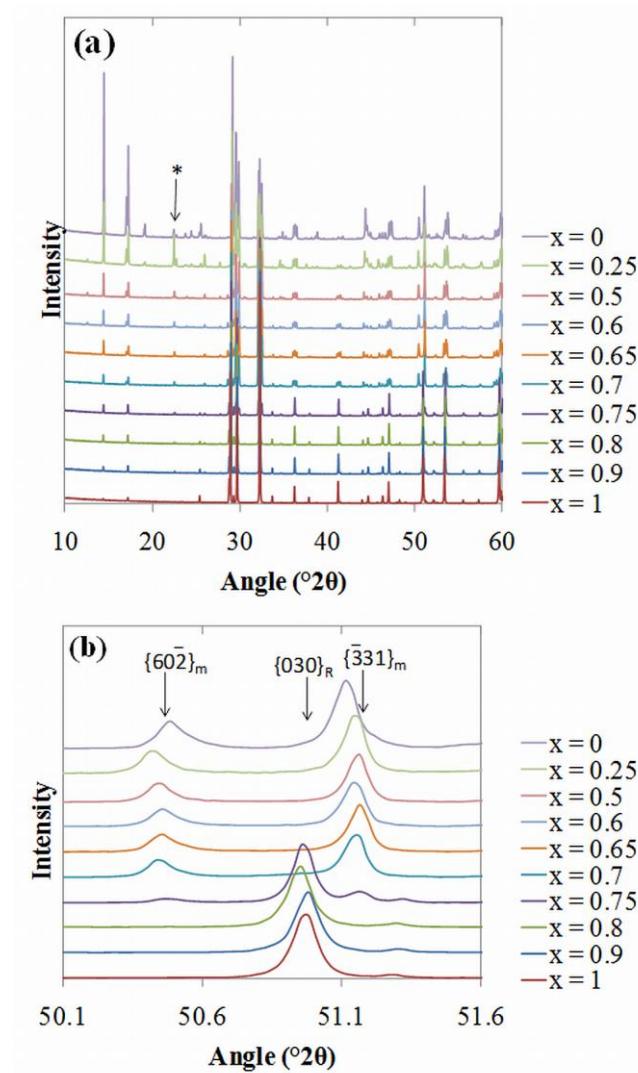 (a)
*
Intensity
x = 0
x = 0.25
x = 0.5
x = 0.6
x = 0.65
x = 0.7
x = 0.75
x = 0.8
x = 0.9
x = 1
10 20 30 40 50 60
Angle (°2θ)
(b)
{602̅}ₘ {030}R {3̅31}ₘ
Intensity
x = 0
x = 0.25
x = 0.5
x = 0.6
x = 0.65
x = 0.7
x = 0.75
x = 0.8
x = 0.9
x = 1
50.1 50.6 51.1 51.6
Angle (°2θ)